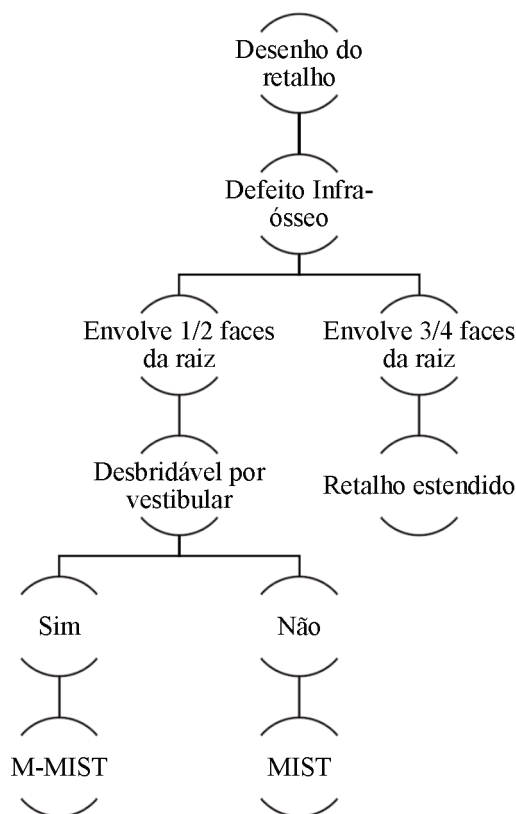 Desenho do
retalho
Defeito Infra-
ósseo
Envolve 1/2 faces
da raiz
Envolve 3/4 faces
da raiz
Desbridável por
vestibular
Retalho estendido
Sim
Não
M-MIST
MIST